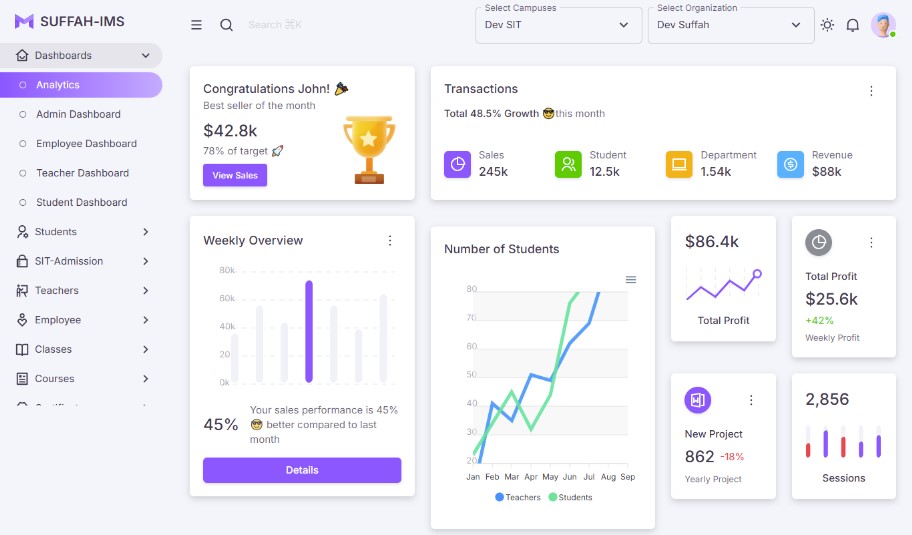 SUFFAH-IMS
Search ⌘K
Select Campuses
Dev SIT
Select Organization
Dev Suffah
Dashboards
Analytics
Admin Dashboard
Employee Dashboard
Teacher Dashboard
Student Dashboard
Students
SIT-Admission
Teachers
Employee
Classes
Courses
Congratulations John! 🎉
Best seller of the month
$42.8k
78% of target 🚀
View Sales
Transactions
Total 48.5% Growth 😎 this month
Sales
245k
Student
12.5k
Department
1.54k
Revenue
$88k
Weekly Overview
80k
60k
40k
20
0k
45%
Your sales performance is 45%
😎 better compared to last
month
Details
Number of Students
80
70
60
50
40
30
20
Jan Feb Mar Apr May Jun Jul Aug Sep
Teachers Students
$86.4k
Total Profit
Total Profit
$25.6k
+42%
Weekly Profit
New Project
862 -18%
Yearly Project
2,856
Sessions